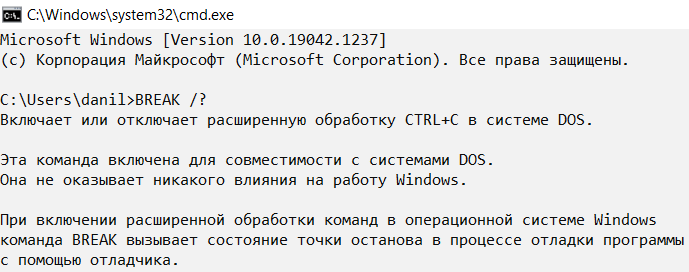 C:\Windows\system32\cmd.exe
Microsoft Windows [Version 10.0.19042.1237]
(c) Корпорация Майкрософт (Microsoft Corporation). Все права защищены.
C:\Users\danil>BREAK /?
Включает или отключает расширенную обработку CTRL+C в системе DOS.
Эта команда включена для совместимости с системами DOS.
Она не оказывает никакого влияния на работу Windows.
При включении расширенной обработки команд в операционной системе Windows
команда BREAK вызывает состояние точки останова в процессе отладки программы
с помощью отладчика.